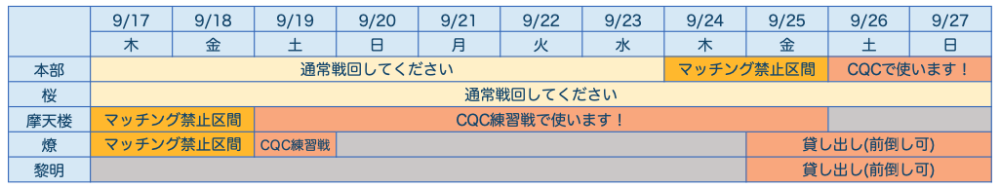 9/17 9/18 9/19 9/20 9/21 9/22 9/23 9/24 9/25 9/26 9/27
木 金 土 日 月 火 水 木 金 土 日
本部 通常戦回してください マッチング禁止区間 CQCで使います！
桜 通常戦回してください
摩天楼 マッチング禁止区間 CQC練習戦で使います！
燎 マッチング禁止区間 CQC練習戦 貸し出し(前倒し可)
黎明 貸し出し(前倒し可)